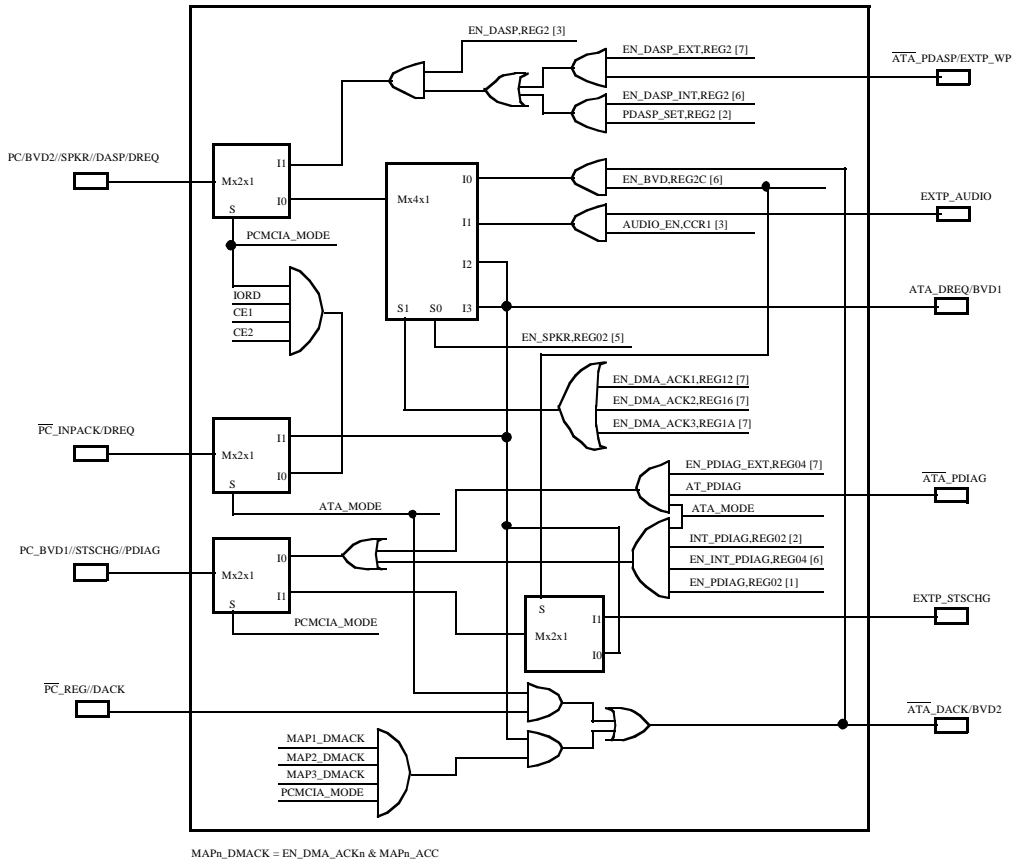 EN_DASP,REG2 [3]
EN_DASP_EXT,REG2 [7]
ATA_PDASP/EXTP_WP
EN_DASP_INT,REG2 [6]
PDASP_SET,REG2 [2]
PC/BVD2//SPKR//DASP/DREQ
I1
Mx2x1
I0
S
I0
Mx4x1
EN_BVD,REG2C [6]
EXTP_AUDIO
I1
AUDIO_EN,CCR1 [3]
PCMCIA_MODE
I2
ATA_DREQ/BVD1
IORD
CE1
CE2
S1
S0
I3
EN_SPKR,REG02 [5]
EN_DMA_ACK1,REG12 [7]
EN_DMA_ACK2,REG16 [7]
EN_DMA_ACK3,REG1A [7]
PC_INPACK/DREQ
I1
Mx2x1
I0
S
EN_PDIAG_EXT,REG04 [7]
ATA_PDIAG
AT_PDIAG
ATA_MODE
ATA_MODE
INT_PDIAG,REG02 [2]
PC_BVD1//STSCHG//PDIAG
I0
EN_INT_PDIAG,REG04 [6]
Mx2x1
EN_PDIAG,REG02 [1]
I1
S
EXTP_STSCHG
S
I1
PCMCIA_MODE
Mx2x1
I0
PC_REG//DACK
ATA_DACK/BVD2
MAP1_DMACK
MAP2_DMACK
MAP3_DMACK
PCMCIA_MODE
MAPn_DMACK = EN_DMA_ACKn & MAPn_ACC